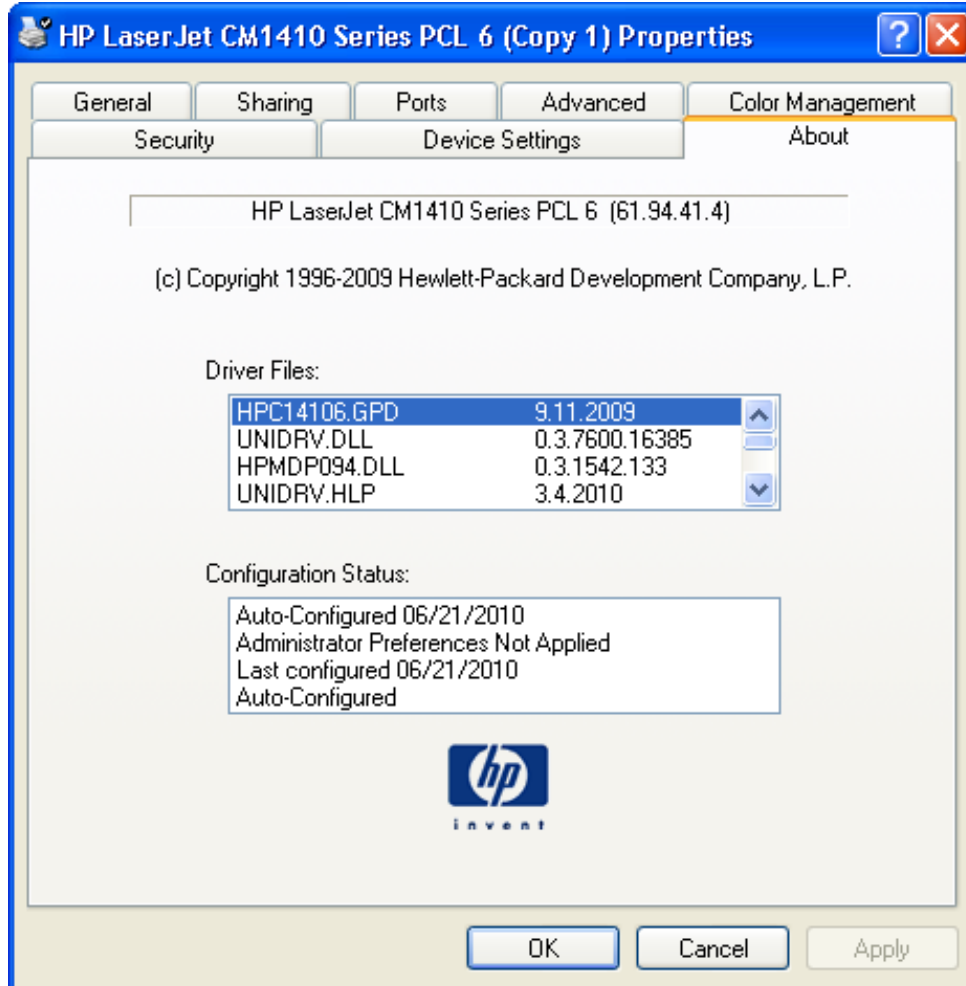 HP LaserJet CM1410 Series PCL 6 (Copy 1) Properties
General Sharing Ports Advanced Color Management
Security Device Settings About
HP LaserJet CM1410 Series PCL 6 (61.94.41.4)
(c) Copyright 1996-2009 Hewlett-Packard Development Company, L.P.
Driver Files:
HPC14106.GPD 9.11.2009
UNIDRV.DLL 0.3.7600.16385
HPMDP094.DLL 0.3.1542.133
UNIDRV.HLP 3.4.2010
Configuration Status:
Auto-Configured 06/21/2010
Administrator Preferences Not Applied
Last configured 06/21/2010
Auto-Configured
hp
invent
OK Cancel Apply